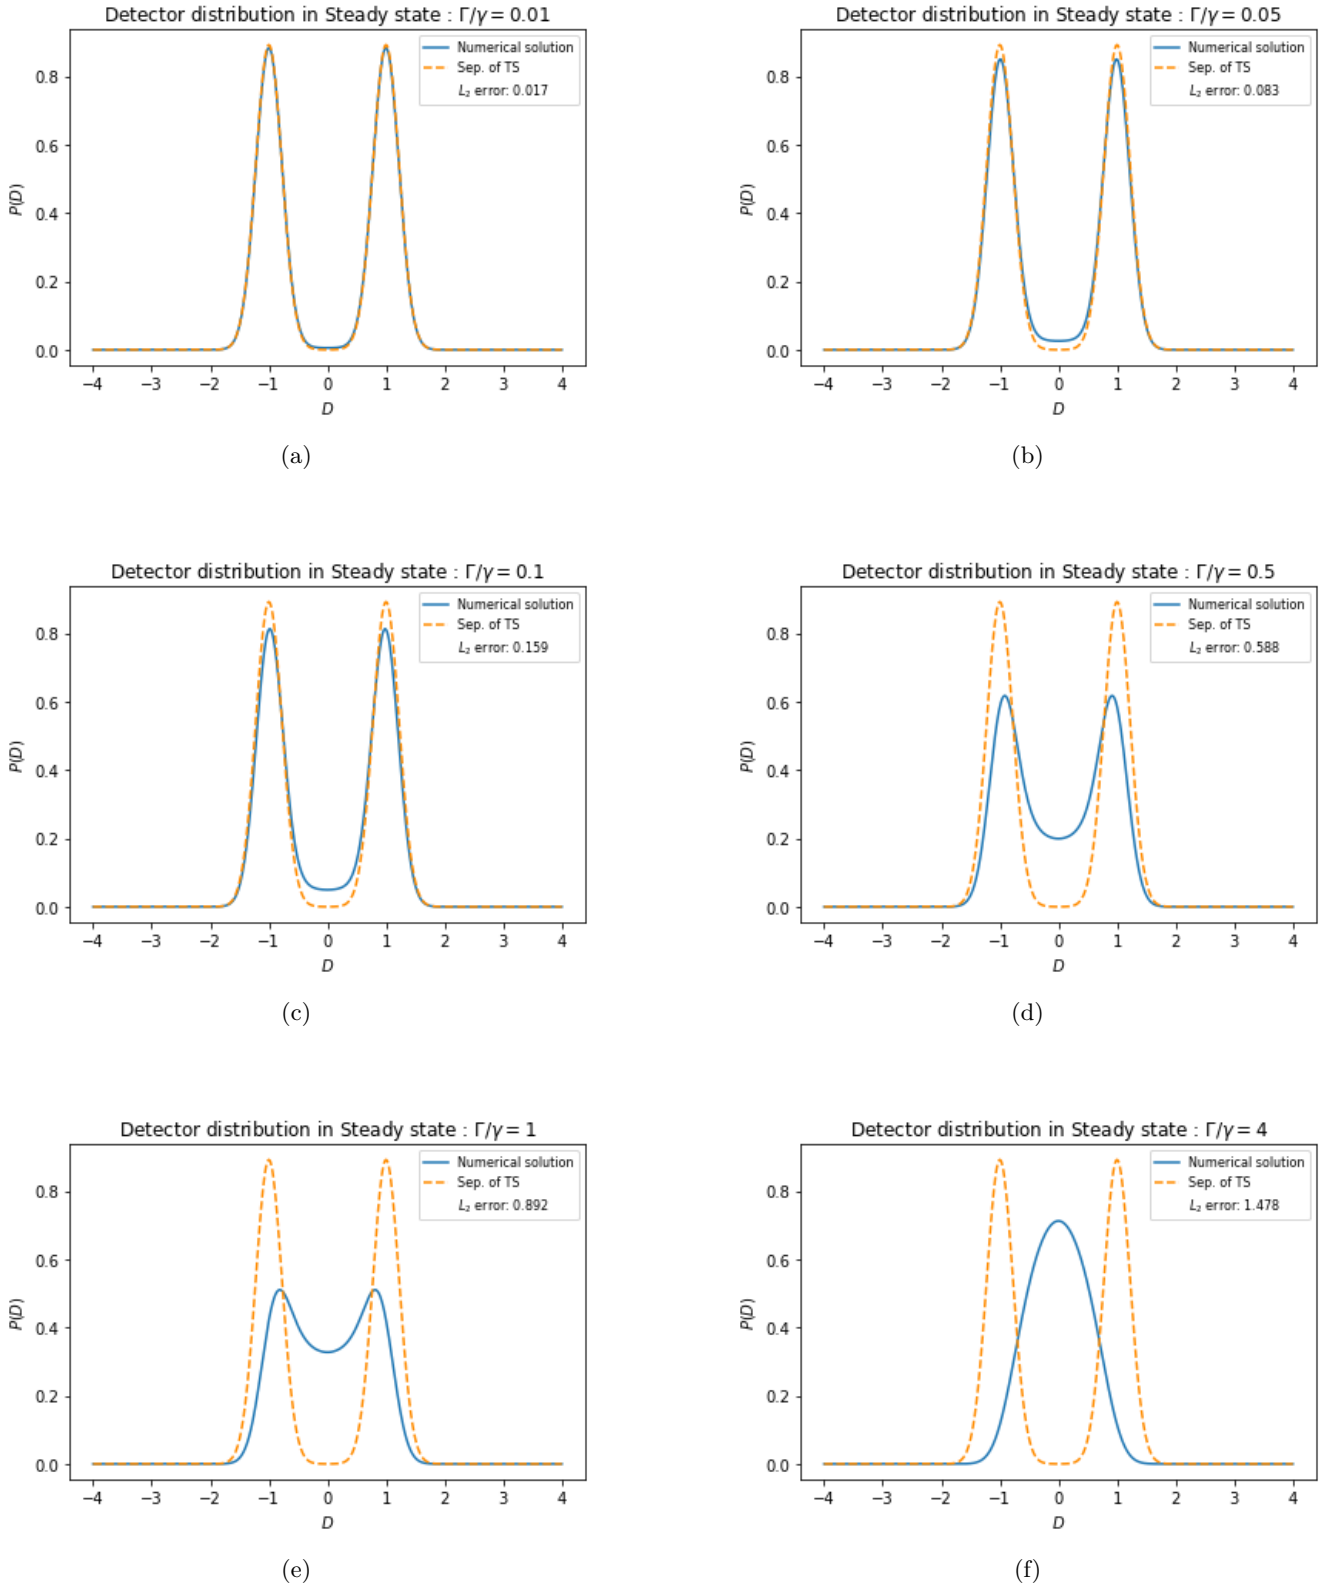 Detector distribution in Steady state : Γ/γ = 0.01
Numerical solution
Sep. of TS
L₂ error: 0.017
P(D)
0.8
0.6
0.4
0.2
0.0
−4 −3 −2 −1 0 1 2 3 4
D
(a)
Detector distribution in Steady state : Γ/γ = 0.05
Numerical solution
Sep. of TS
L₂ error: 0.083
P(D)
0.8
0.6
0.4
0.2
0.0
−4 −3 −2 −1 0 1 2 3 4
D
(b)
Detector distribution in Steady state : Γ/γ = 0.1
Numerical solution
Sep. of TS
L₂ error: 0.159
P(D)
0.8
0.6
0.4
0.2
0.0
−4 −3 −2 −1 0 1 2 3 4
D
(c)
Detector distribution in Steady state : Γ/γ = 0.5
Numerical solution
Sep. of TS
L₂ error: 0.588
P(D)
0.8
0.6
0.4
0.2
0.0
−4 −3 −2 −1 0 1 2 3 4
D
(d)
Detector distribution in Steady state : Γ/γ = 1
Numerical solution
Sep. of TS
L₂ error: 0.892
P(D)
0.8
0.6
0.4
0.2
0.0
−4 −3 −2 −1 0 1 2 3 4
D
(e)
Detector distribution in Steady state : Γ/γ = 4
Numerical solution
Sep. of TS
L₂ error: 1.478
P(D)
0.8
0.6
0.4
0.2
0.0
−4 −3 −2 −1 0 1 2 3 4
D
(f)